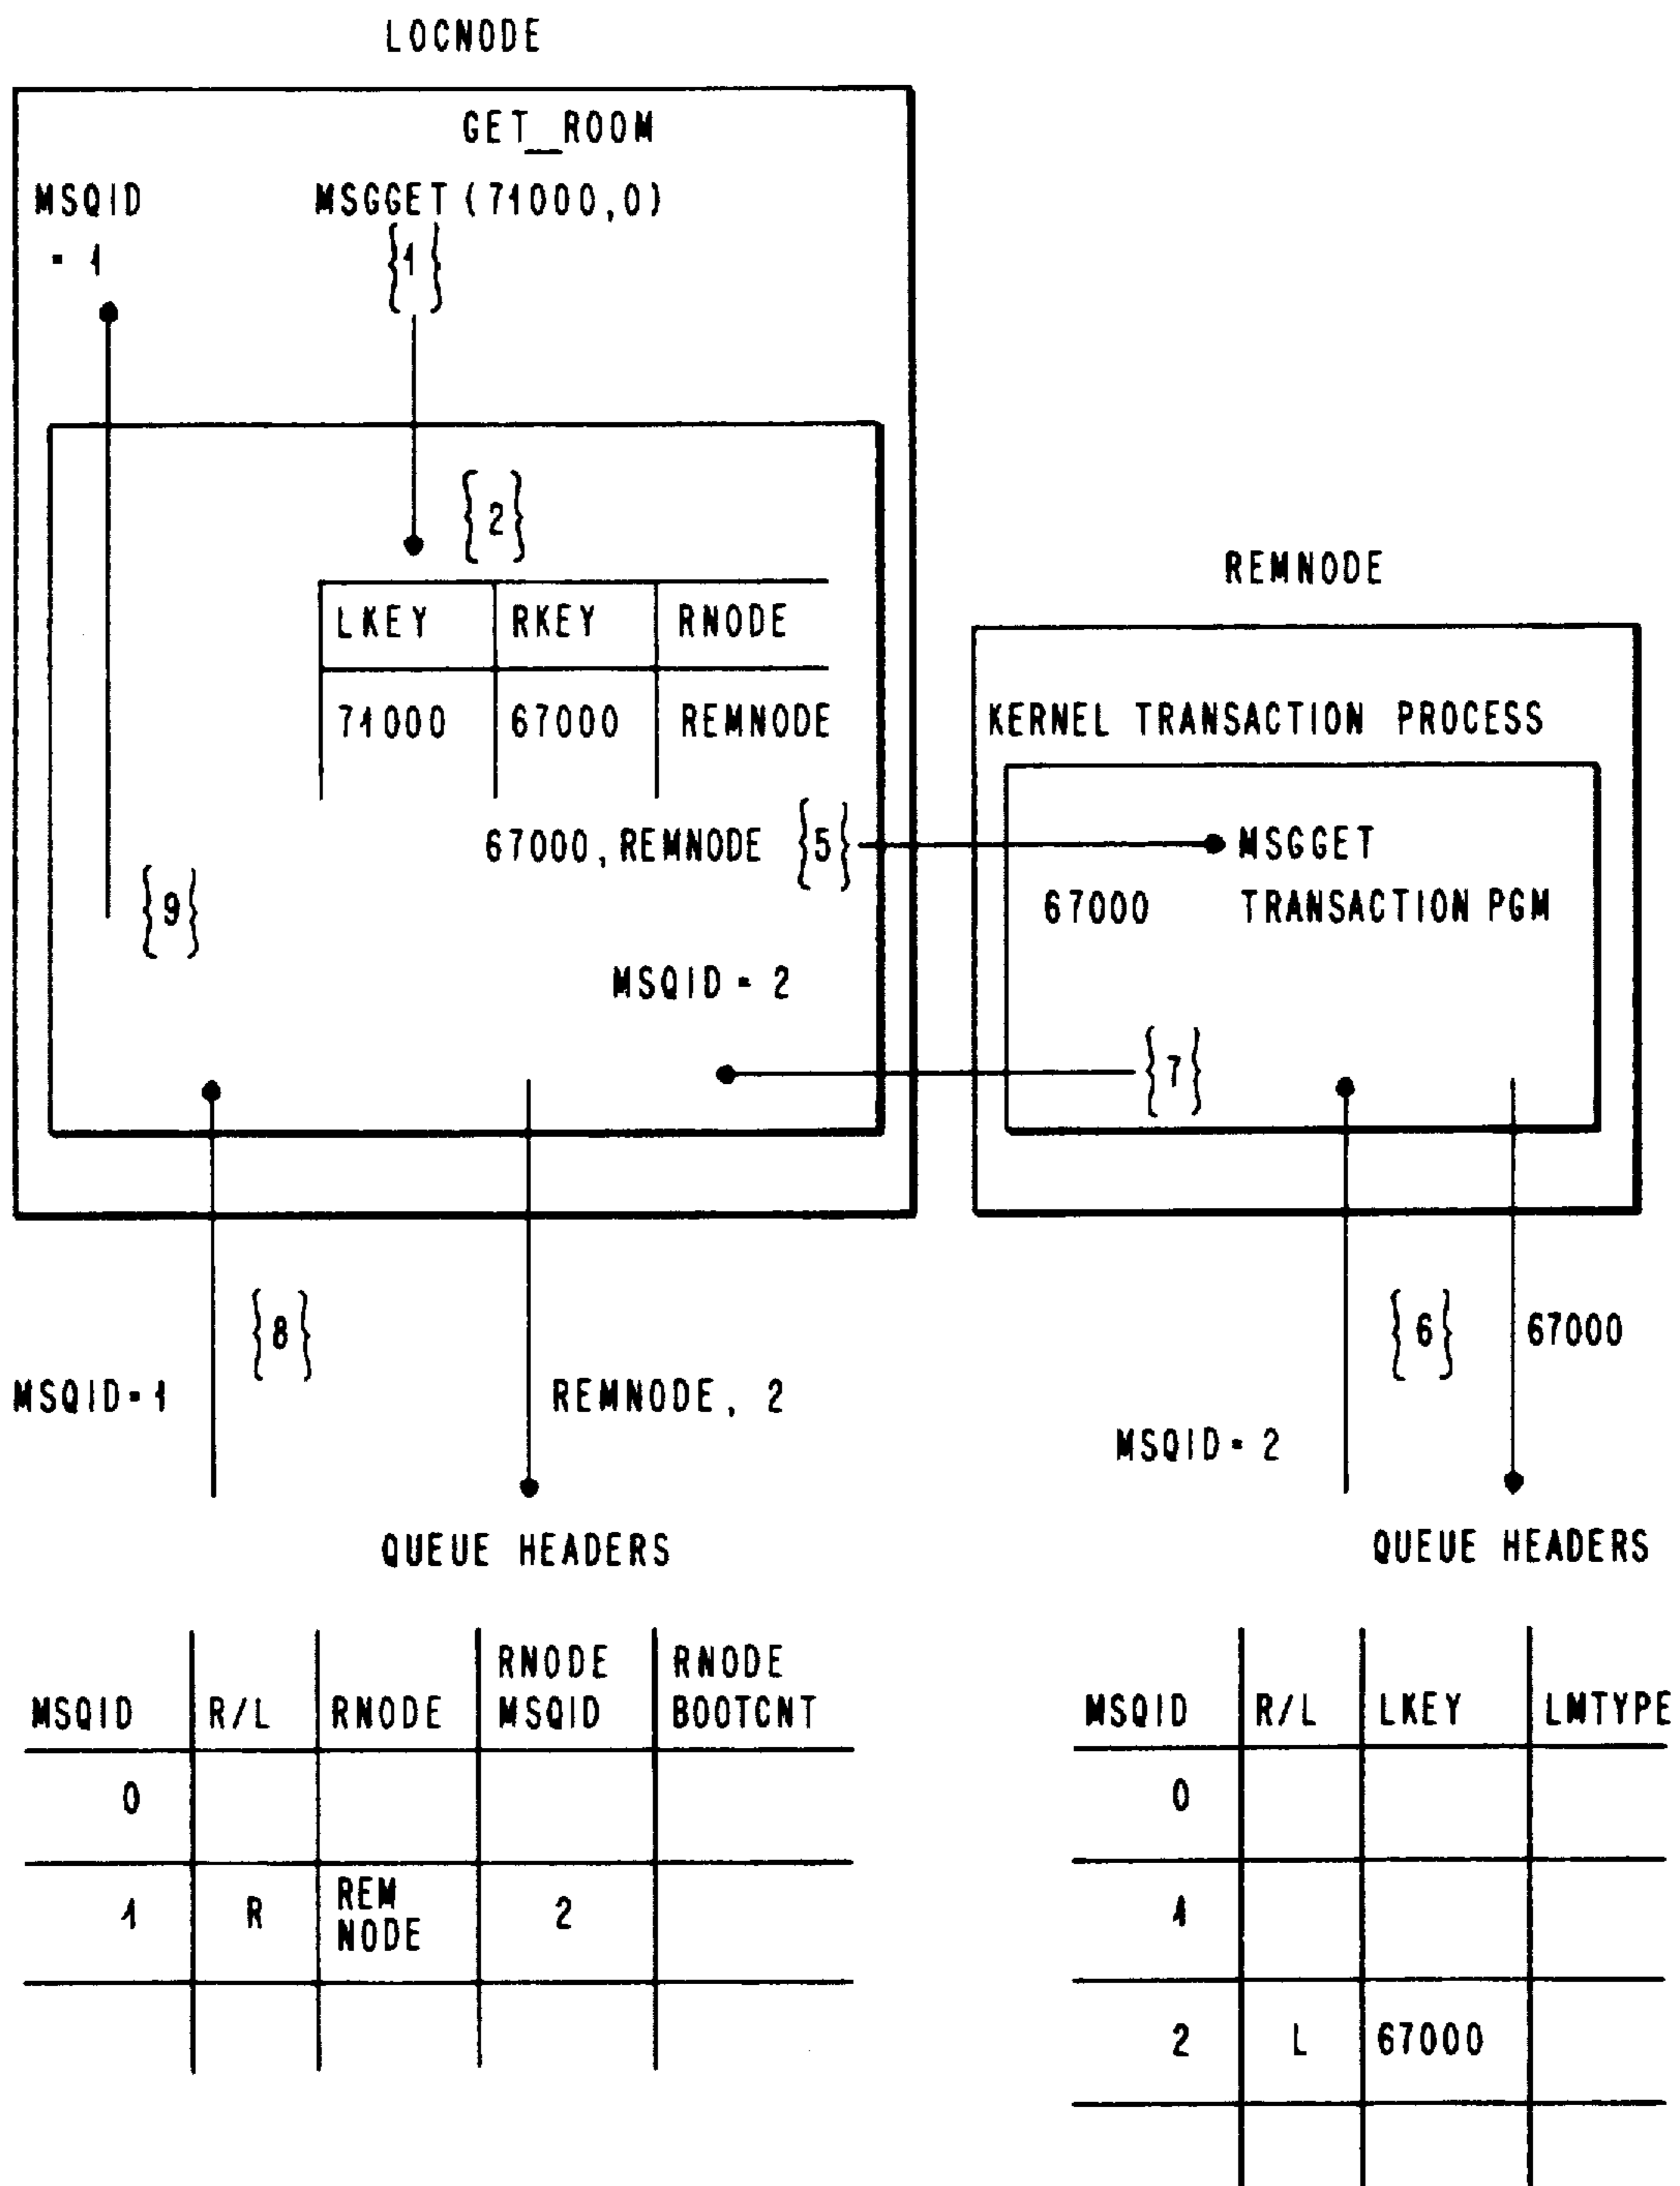 LOCNODE
GET_ROOM
MSQID
MSGGET (71000,0)
= 1
{1}
{2}
LKEY RKEY RNODE
71000 67000 REMNODE
67000, REMNODE {5}
{9}
MSQID = 2
REMNODE
KERNEL TRANSACTION PROCESS
MSGGET
67000 TRANSACTION PGM
{7}
{8}
MSQID = 1
REMNODE, 2
{6}
67000
MSQID = 2
QUEUE HEADERS
MSQID R/L RNODE RNODE MSQID RNODE BOOTCNT
0
1 R REM NODE 2
QUEUE HEADERS
MSQID R/L LKEY LMTYPE
0
1
2 L 67000